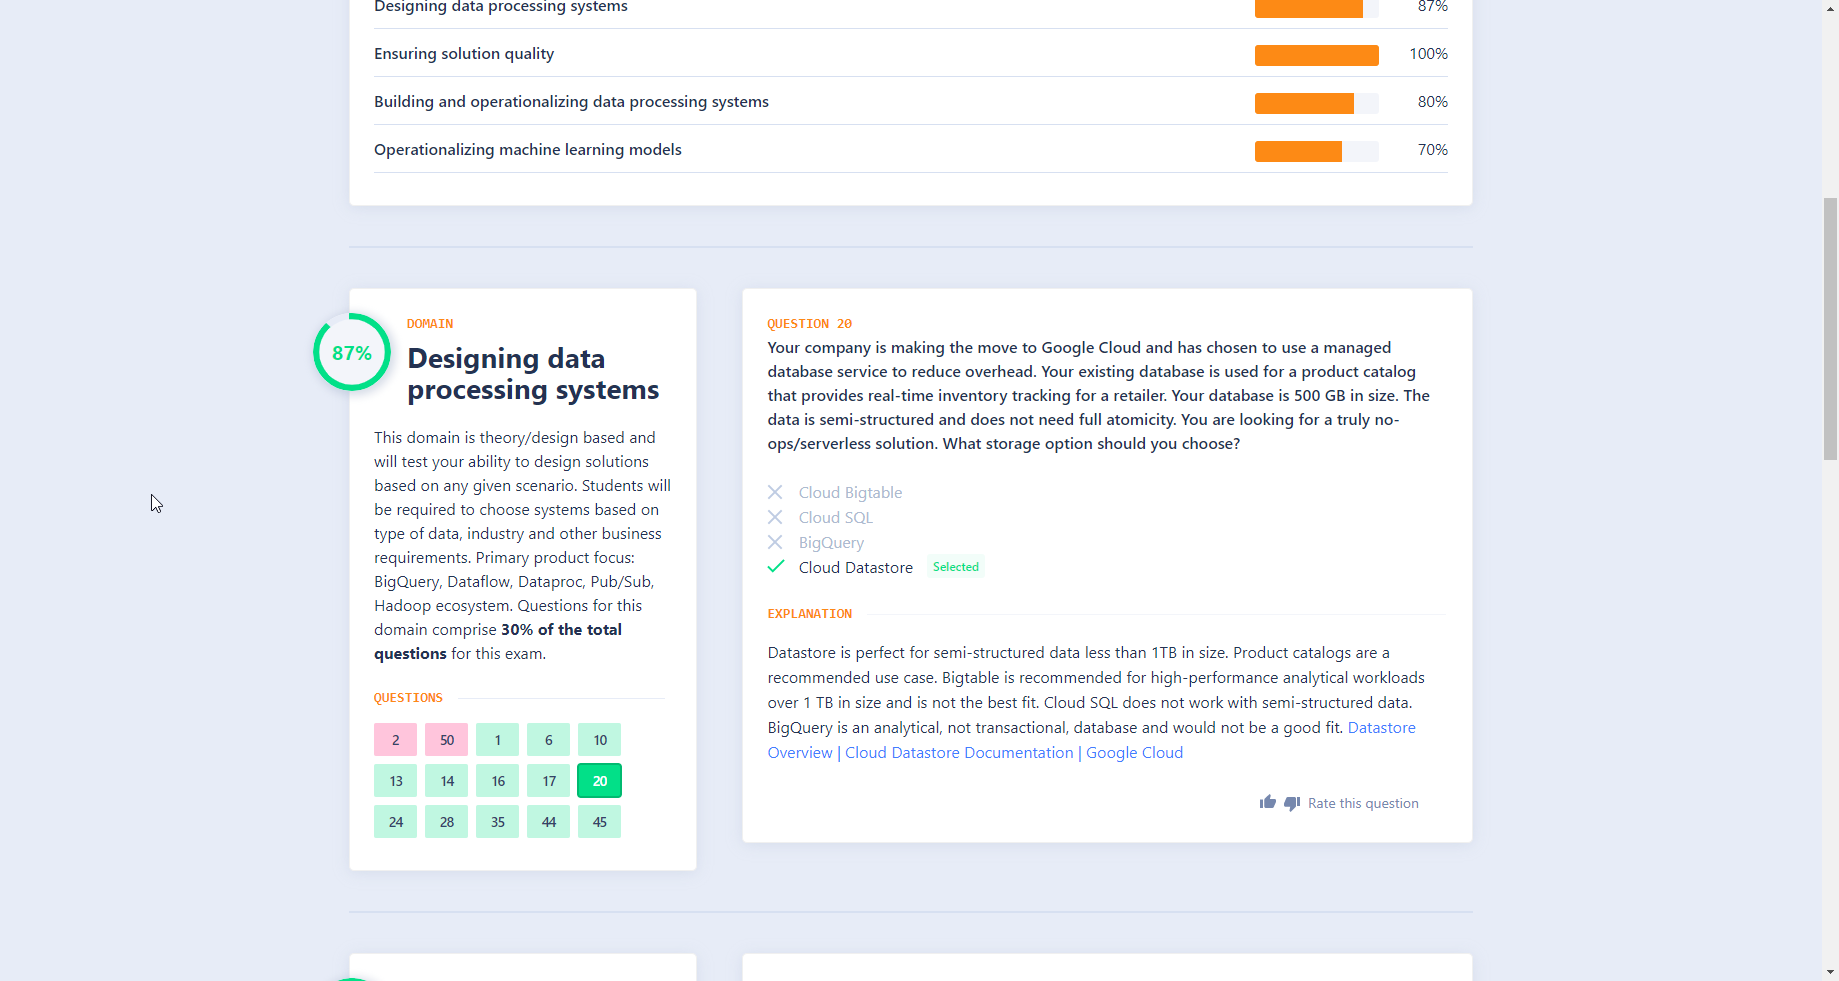 Designing data processing systems 87%
Ensuring solution quality 100%
Building and operationalizing data processing systems 80%
Operationalizing machine learning models 70%
87%
DOMAIN
Designing data
processing systems
This domain is theory/design based and
will test your ability to design solutions
based on any given scenario. Students will
be required to choose systems based on
type of data, industry and other business
requirements. Primary product focus:
BigQuery, Dataflow, Dataproc, Pub/Sub,
Hadoop ecosystem. Questions for this
domain comprise 30% of the total
questions for this exam.
QUESTIONS
2 50 1 6 10
13 14 16 17 20
24 28 35 44 45
QUESTION 20
Your company is making the move to Google Cloud and has chosen to use a managed
database service to reduce overhead. Your existing database is used for a product catalog
that provides real-time inventory tracking for a retailer. Your database is 500 GB in size. The
data is semi-structured and does not need full atomicity. You are looking for a truly no-
ops/serverless solution. What storage option should you choose?
Cloud Bigtable
Cloud SQL
BigQuery
Cloud Datastore Selected
EXPLANATION
Datastore is perfect for semi-structured data less than 1TB in size. Product catalogs are a
recommended use case. Bigtable is recommended for high-performance analytical workloads
over 1 TB in size and is not the best fit. Cloud SQL does not work with semi-structured data.
BigQuery is an analytical, not transactional, database and would not be a good fit. Datastore
Overview | Cloud Datastore Documentation | Google Cloud
Rate this question